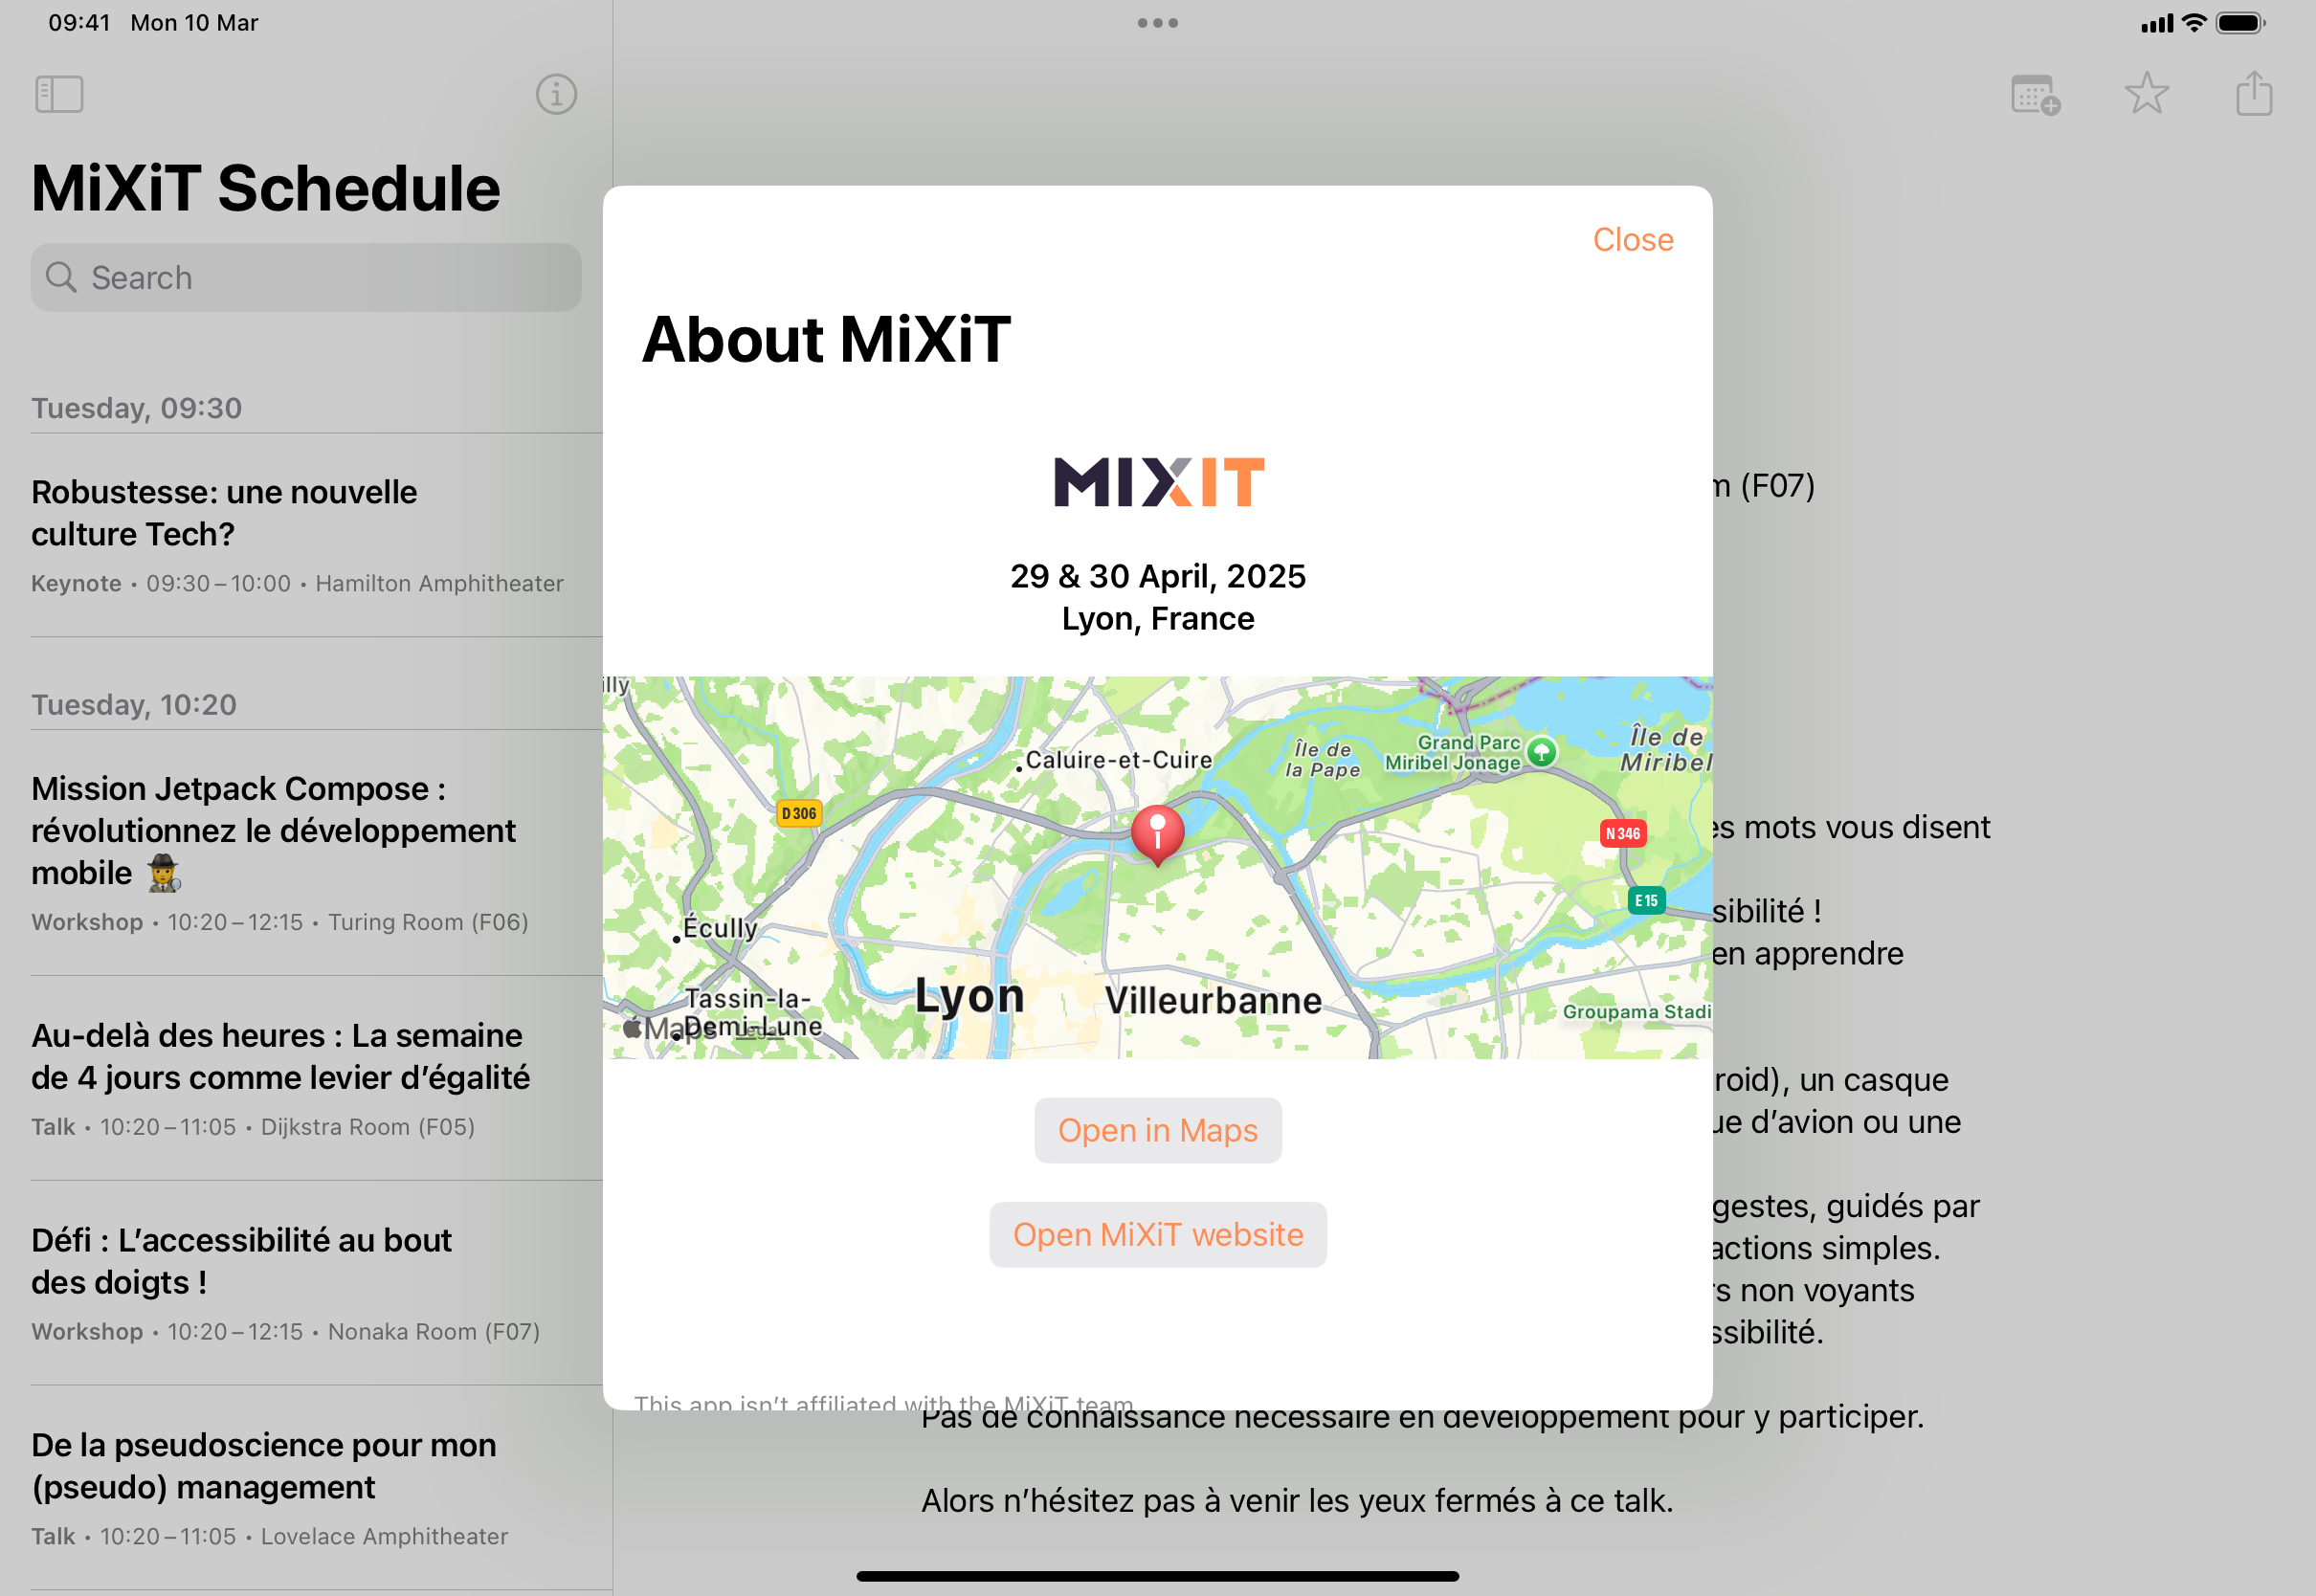 09:41 Mon 10 Mar
MiXiT Schedule
Search
Tuesday, 09:30
Robustesse: une nouvelle
culture Tech?
Keynote • 09:30 – 10:00 • Hamilton Amphitheater
Tuesday, 10:20
Mission Jetpack Compose :
révolutionnez le développement
mobile 🕵️
Workshop • 10:20 – 12:15 • Turing Room (F06)
Au-delà des heures : La semaine
de 4 jours comme levier d’égalité
Talk • 10:20 – 11:05 • Dijkstra Room (F05)
Défi : L’accessibilité au bout
des doigts !
Workshop • 10:20 – 12:15 • Nonaka Room (F07)
De la pseudoscience pour mon
(pseudo) management
Talk • 10:20 – 11:05 • Lovelace Amphitheater
Close
About MiXiT
MIXIT
29 & 30 April, 2025
Lyon, France
illy
Caluire-et-Cuire
Île de
la Pape
Grand Parc
Miribel Jonage
Île de
Miribel
D 306
N 346
E 15
Écully
Tassin-la-
Demi-Lune
Maps
Lyon
Villeurbanne
Groupama Stadi
Open in Maps
Open MiXiT website
This app isn’t affiliated with the MiXiT team
(F07)
mots vous disent
sibilité !
en apprendre
roid), un casque
d’avion ou une
gestes, guidés par
actions simples.
non voyants
ssibilité.
Pas de connaissance nécessaire en développement pour y participer.
Alors n’hésitez pas à venir les yeux fermés à ce talk.